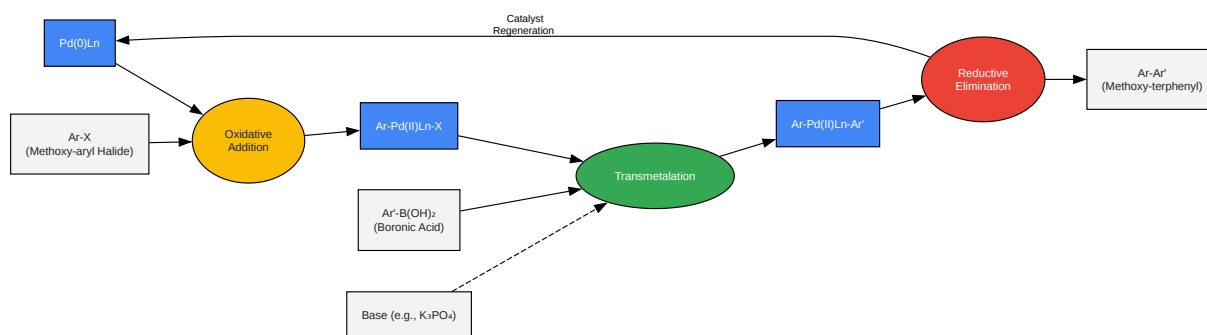 Catalyst
Regeneration
Pd(0)Ln
Ar-X
(Methoxy-aryl Halide)
Oxidative
Addition
Ar-Pd(II)Ln-X
Ar'-B(OH)₂
(Boronic Acid)
Base (e.g., K₃PO₄)
Transmetalation
Ar-Pd(II)Ln-Ar'
Reductive
Elimination
Ar-Ar'
(Methoxy-terphenyl)